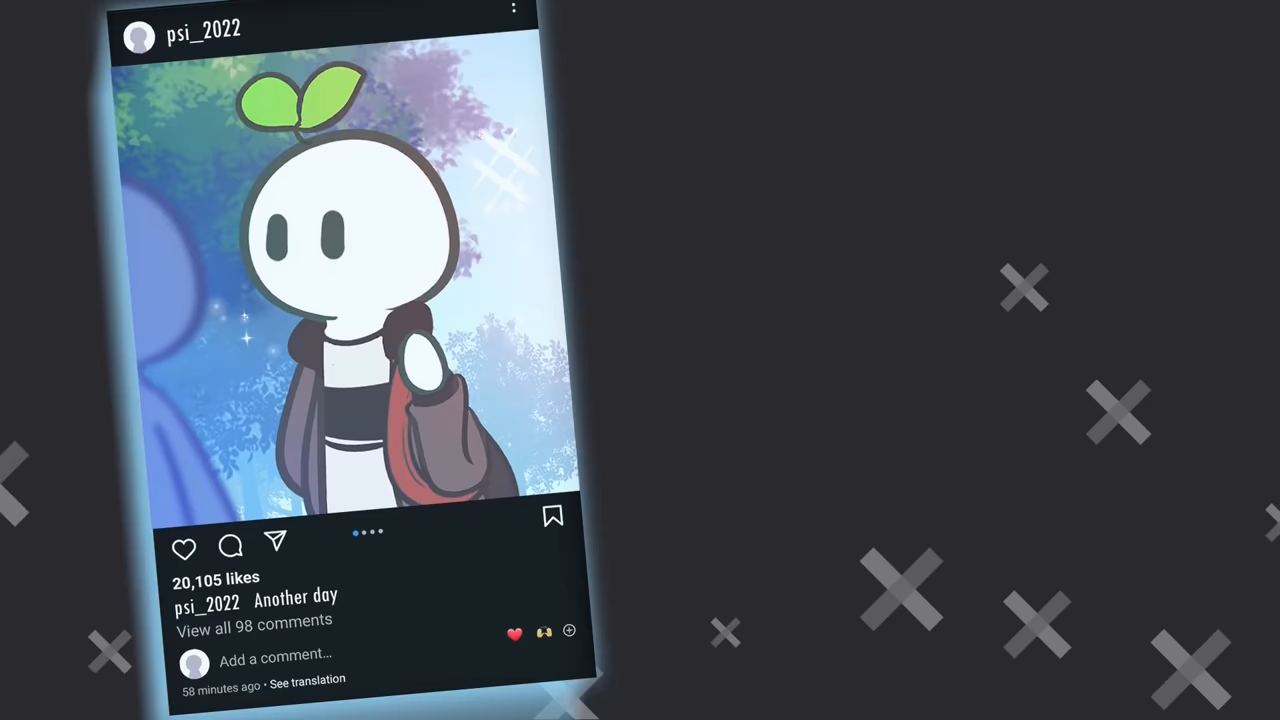 psi_2022
20,105 likes
psi_2022 Another day
View all 98 comments
Add a comment...
58 minutes ago • See translation